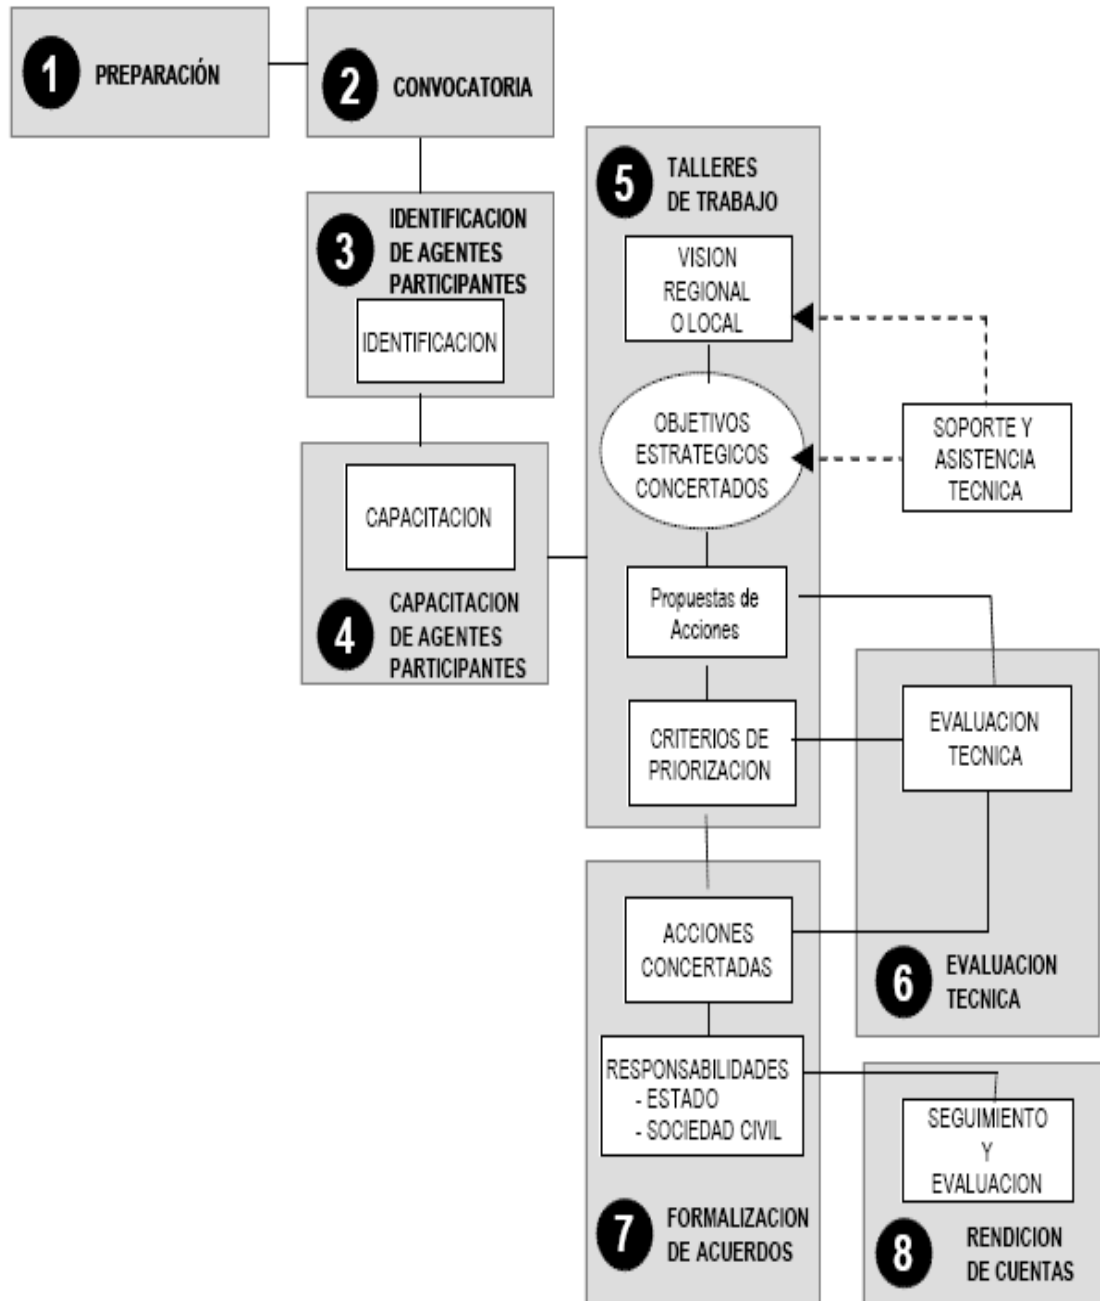 1 PREPARACIÓN
2 CONVOCATORIA
3 IDENTIFICACION
DE AGENTES
PARTICIPANTES
IDENTIFICACION
CAPACITACION
4 CAPACITACION
DE AGENTES
PARTICIPANTES
5 TALLERES
DE TRABAJO
VISION
REGIONAL
O LOCAL
OBJETIVOS
ESTRATEGICOS
CONCERTADOS
SOPORTE Y
ASISTENCIA
TECNICA
Propuestas de
Acciones
CRITERIOS DE
PRIORIZACION
EVALUACION
TECNICA
6 EVALUACION
TECNICA
ACCIONES
CONCERTADAS
RESPONSABILIDADES
- ESTADO
- SOCIEDAD CIVIL
7 FORMALIZACION
DE ACUERDOS
SEGUIMIENTO
Y
EVALUACION
8 RENDICION
DE CUENTAS